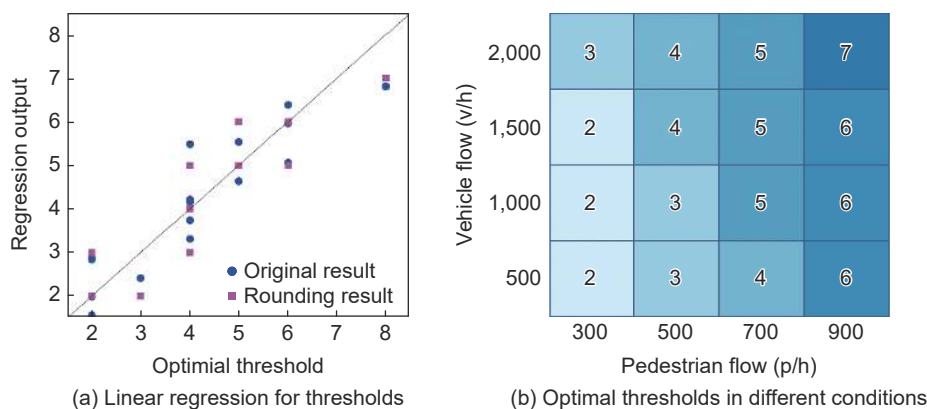 8
7
6
5
4
3
2
Regression output
Original result
Rounding result
2 3 4 5 6 7 8
Optimial threshold
(a) Linear regression for thresholds
Vehicle flow (v/h)
2,000 3 4 5 7
1,500 2 4 5 6
1,000 2 3 5 6
500 2 3 4 6
300 500 700 900
Pedestrian flow (p/h)
(b) Optimal thresholds in different conditions